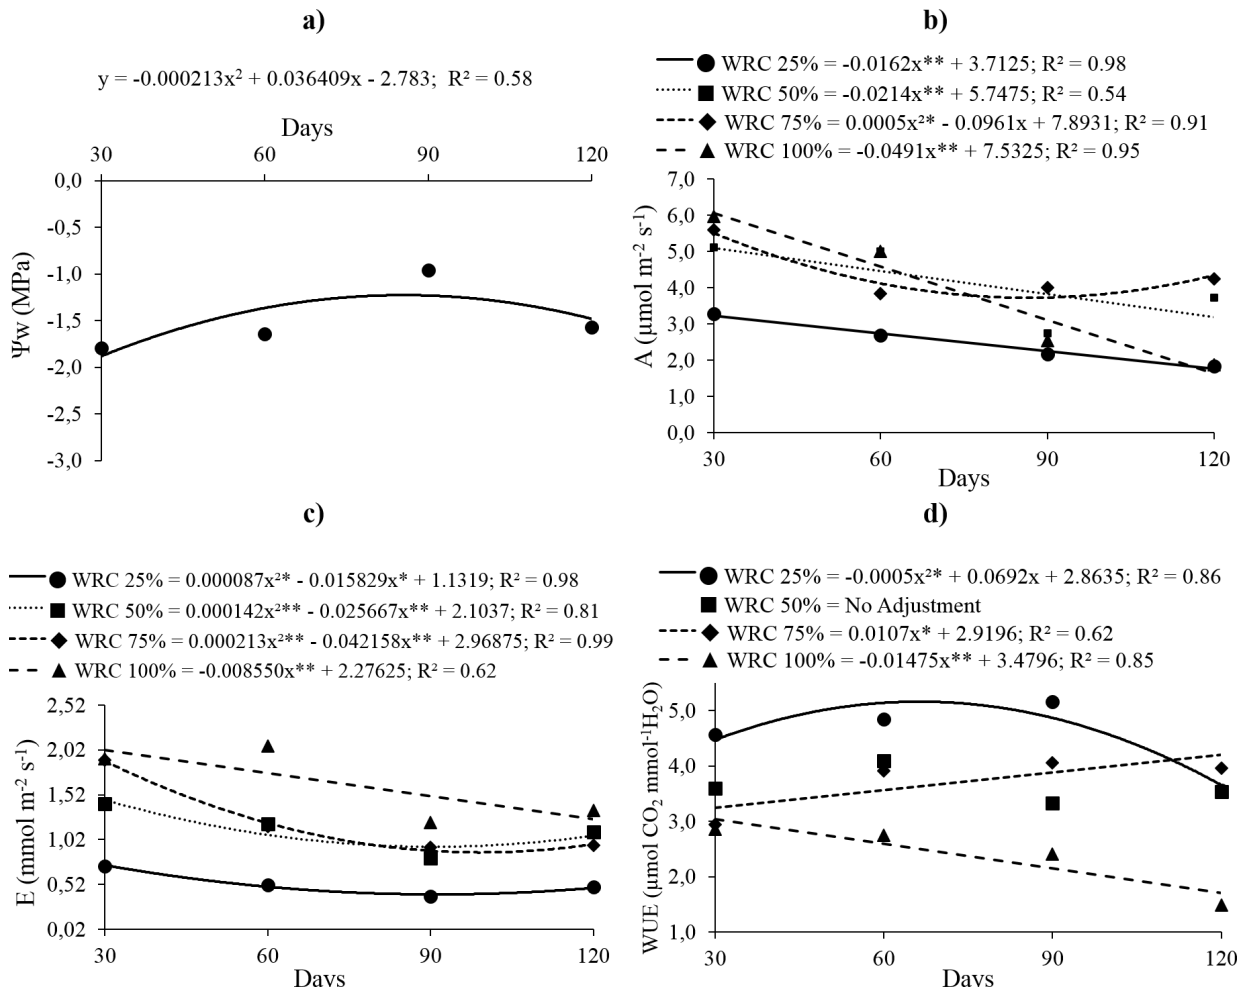 a)
y = -0.000213x² + 0.036409x - 2.783; R² = 0.58
Days
30 60 90 120
0,0
-0,5
-1,0
-1,5
-2,0
-2,5
-3,0
Ψw (MPa)
b)
WRC 25% = -0.0162x** + 3.7125; R² = 0.98
WRC 50% = -0.0214x** + 5.7475; R² = 0.54
WRC 75% = 0.0005x²* - 0.0961x + 7.8931; R² = 0.91
WRC 100% = -0.0491x** + 7.5325; R² = 0.95
7,0
6,0
5,0
4,0
3,0
2,0
1,0
0,0
A (µmol m⁻² s⁻¹)
30 60 90 120
Days
c)
WRC 25% = 0.000087x²* - 0.015829x* + 1.1319; R² = 0.98
WRC 50% = 0.000142x²** - 0.025667x** + 2.1037; R² = 0.81
WRC 75% = 0.000213x²** - 0.042158x** + 2.96875; R² = 0.99
WRC 100% = -0.008550x** + 2.27625; R² = 0.62
2,52
2,02
1,52
1,02
0,52
0,02
E (mmol m⁻² s⁻¹)
30 60 90 120
Days
d)
WRC 25% = -0.0005x²* + 0.0692x + 2.8635; R² = 0.86
WRC 50% = No Adjustment
WRC 75% = 0.0107x* + 2.9196; R² = 0.62
WRC 100% = -0.01475x** + 3.4796; R² = 0.85
5,0
4,0
3,0
2,0
1,0
WUE (µmol CO₂ mmol⁻¹H₂O)
30 60 90 120
Days